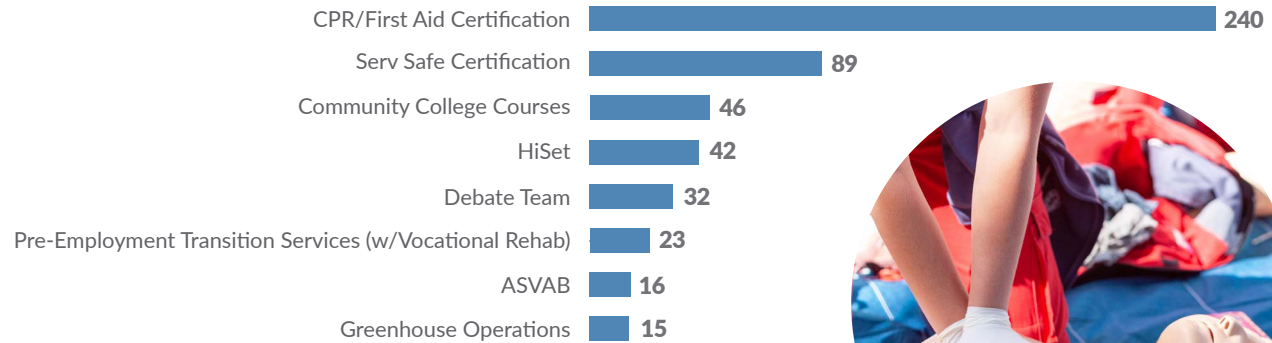 CPR/First Aid Certification 240
Serv Safe Certification 89
Community College Courses 46
HiSet 42
Debate Team 32
Pre-Employment Transition Services (w/Vocational Rehab) 23
ASVAB 16
Greenhouse Operations 15